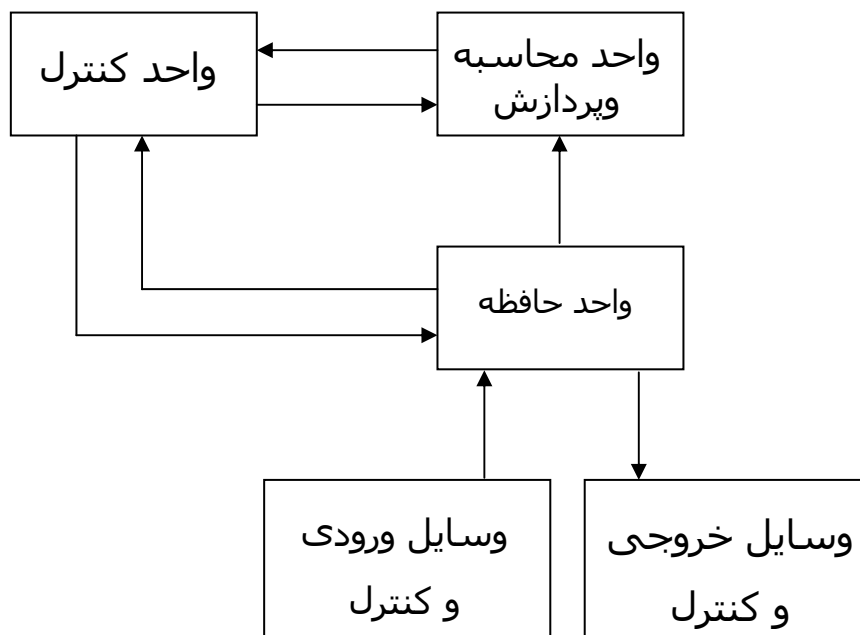 واحد کنترل
واحد محاسبه
وپردازش
واحد حافظه
وسایل ورودی
و کنترل
وسایل خروجی
و کنترل